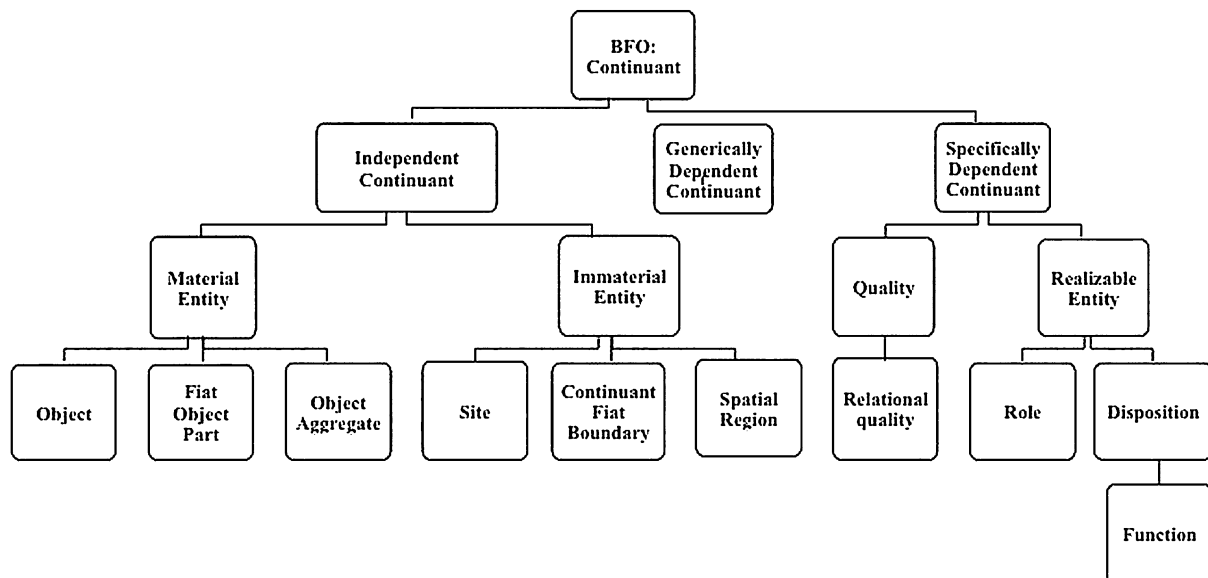 BFO:
Continuant
Independent
Continuant
Generically
Dependent
Continuant
Specifically
Dependent
Continuant
Material
Entity
Immaterial
Entity
Quality
Realizable
Entity
Object
Fiat
Object
Part
Object
Aggregate
Site
Continuant
Fiat
Boundary
Spatial
Region
Relational
quality
Role
Disposition
Function